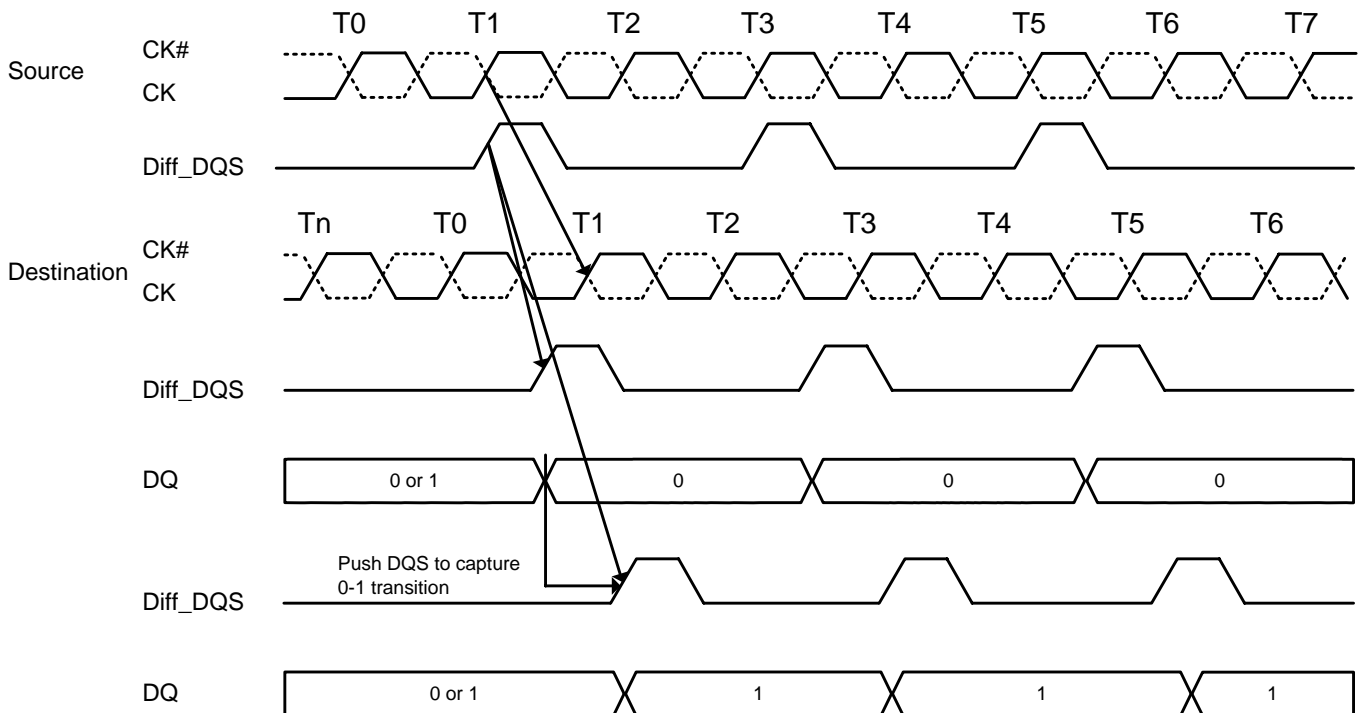 T0 T1 T2 T3 T4 T5 T6 T7
CK#
Source
CK
Diff_DQS
Tn T0 T1 T2 T3 T4 T5 T6
CK#
Destination
CK
Diff_DQS
DQ 0 or 1 0 0 0
Push DQS to capture
0-1 transition
Diff_DQS
DQ 0 or 1 1 1 1